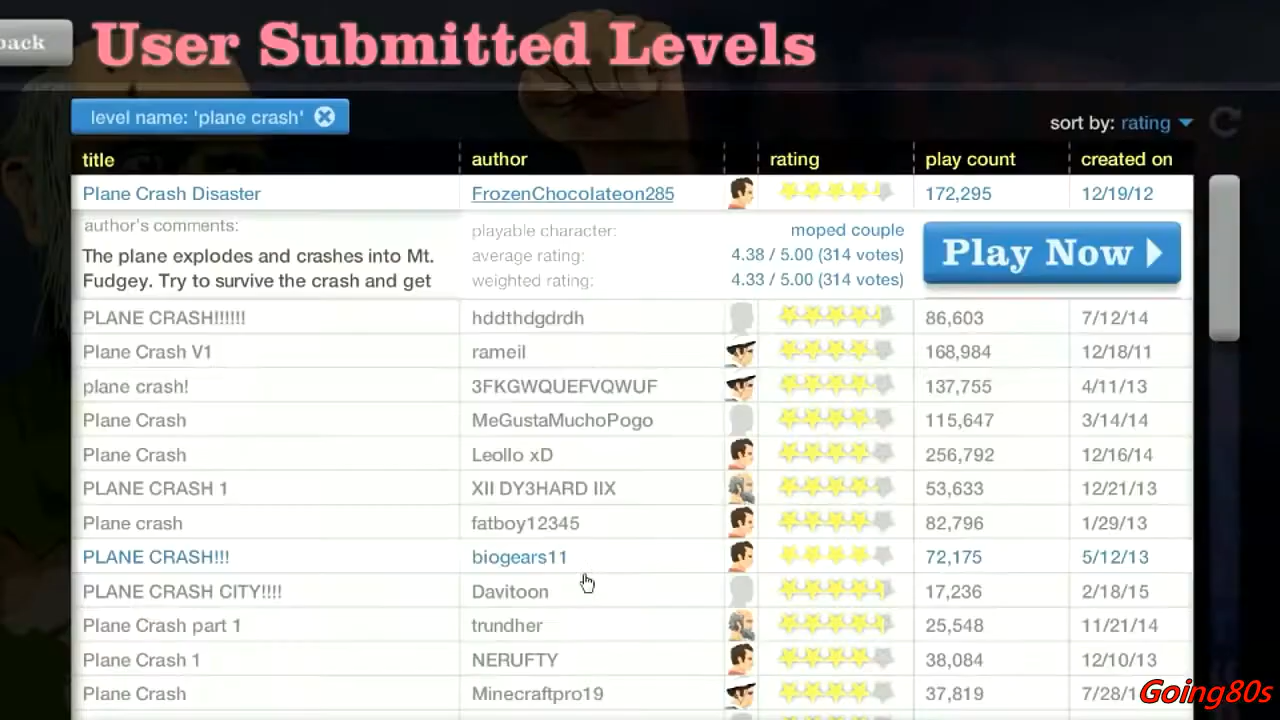 back
User Submitted Levels
level name: 'plane crash'
sort by: rating
title author rating play count created on
Plane Crash Disaster FrozenChocolateon285 172,295 12/19/12
author's comments:
The plane explodes and crashes into Mt.
Fudgey. Try to survive the crash and get
playable character: moped couple
average rating: 4.38 / 5.00 (314 votes)
weighted rating: 4.33 / 5.00 (314 votes)
Play Now
PLANE CRASH!!!!!! hddthdgdrdh 86,603 7/12/14
Plane Crash V1 rameil 168,984 12/18/11
plane crash! 3FKGWQUEFVQWUF 137,755 4/11/13
Plane Crash MeGustaMuchoPogo 115,647 3/14/14
Plane Crash Leollo xD 256,792 12/16/14
PLANE CRASH 1 XII DY3HARD IIX 53,633 12/21/13
Plane crash fatboy12345 82,796 1/29/13
PLANE CRASH!!! biogears11 72,175 5/12/13
PLANE CRASH CITY!!!! Davitoon 17,236 2/18/15
Plane Crash part 1 trundher 25,548 11/21/14
Plane Crash 1 NERUFTY 38,084 12/10/13
Plane Crash Minecraftpro19 37,819 7/28/1
Going80s